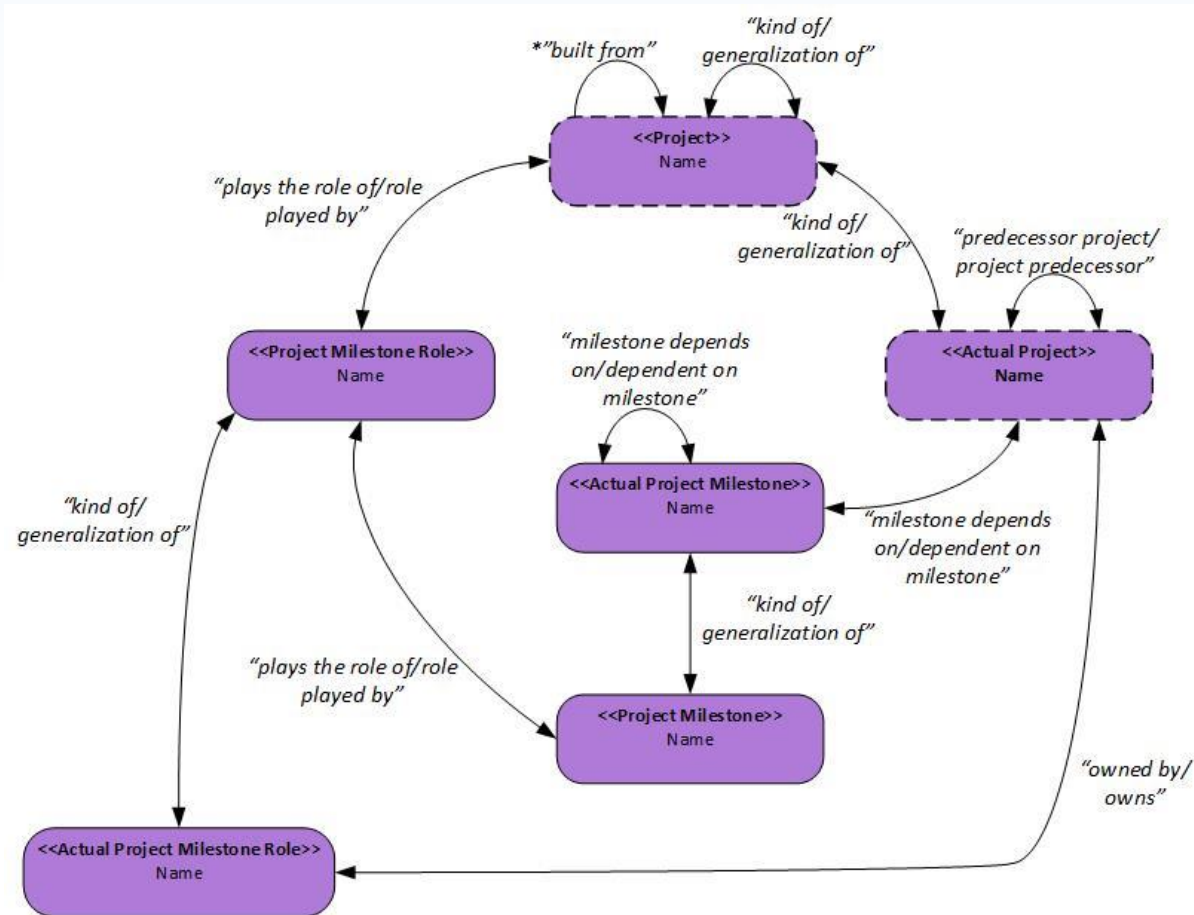 “kind of/
generalization of”
*”built from”
<<Project>>
Name
“plays the role of/role
played by”
“kind of/
generalization of”
“predecessor project/
project predecessor”
<<Project Milestone Role>>
Name
“milestone depends
on/dependent on
milestone”
<<Actual Project>>
Name
<<Actual Project Milestone>>
Name
“kind of/
generalization of”
“milestone depends
on/dependent on
milestone”
“kind of/
generalization of”
“plays the role of/role
played by”
<<Project Milestone>>
Name
“owned by/
owns”
<<Actual Project Milestone Role>>
Name